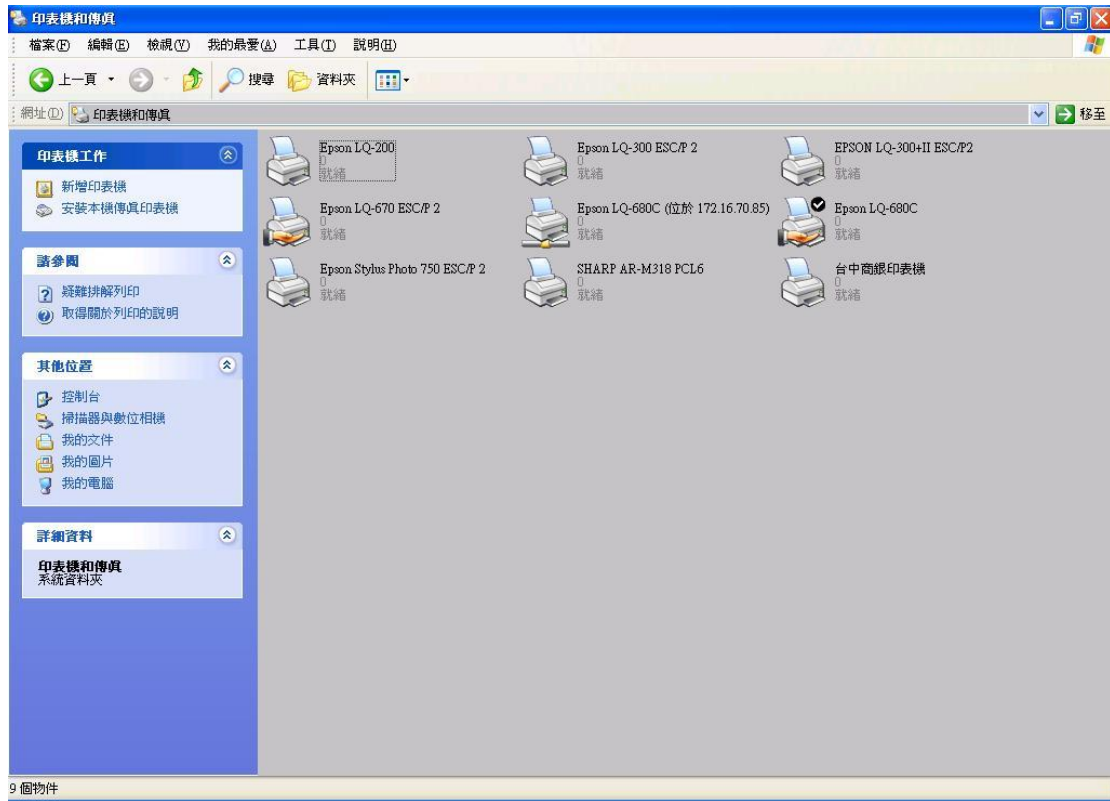 印表機和傳真
檔案(F) 編輯(E) 檢視(V) 我的最愛(A) 工具(T) 說明(H)
上一頁 搜尋 資料夾
網址(D) 印表機和傳真 移至
印表機工作
新增印表機
安裝本機傳真印表機
請參閱
疑難排解列印
取得關於列印的說明
其他位置
控制台
掃描器與數位相機
我的文件
我的圖片
我的電腦
詳細資料
印表機和傳真
系統資料夾
Epson LQ-200
0
就緒
Epson LQ-300 ESC/P 2
0
就緒
EPSON LQ-300+II ESC/P2
0
就緒
Epson LQ-670 ESC/P 2
0
就緒
Epson LQ-680C (位於 172.16.70.85)
0
就緒
Epson LQ-680C
0
就緒
Epson Stylus Photo 750 ESC/P 2
0
就緒
SHARP AR-M318 PCL6
0
就緒
台中商銀印表機
0
就緒
9 個物件